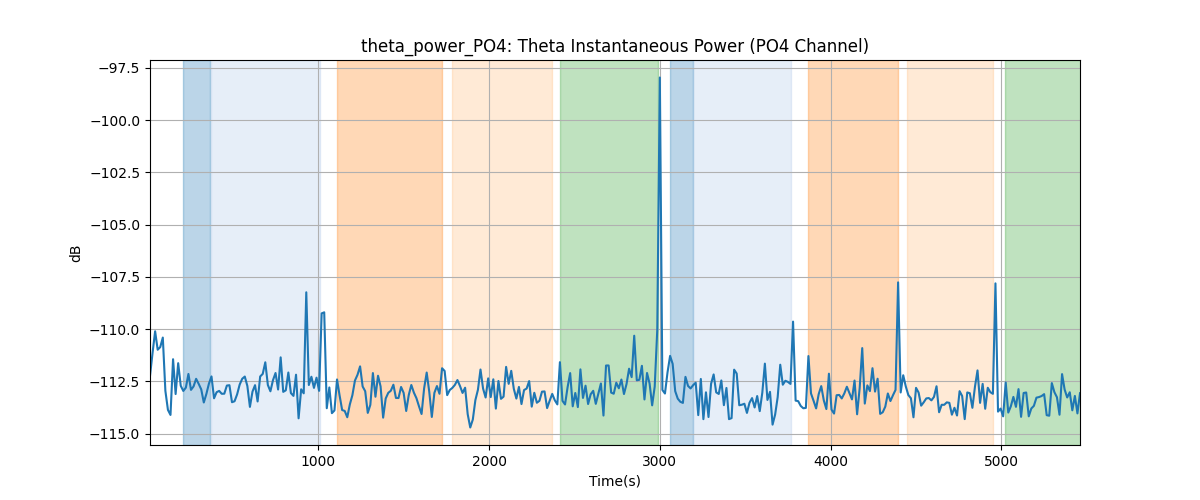 theta_power_PO4: Theta Instantaneous Power (PO4 Channel)
−97.5
−100.0
−102.5
−105.0
−107.5
−110.0
−112.5
−115.0
dB
1000 2000 3000 4000 5000
Time(s)